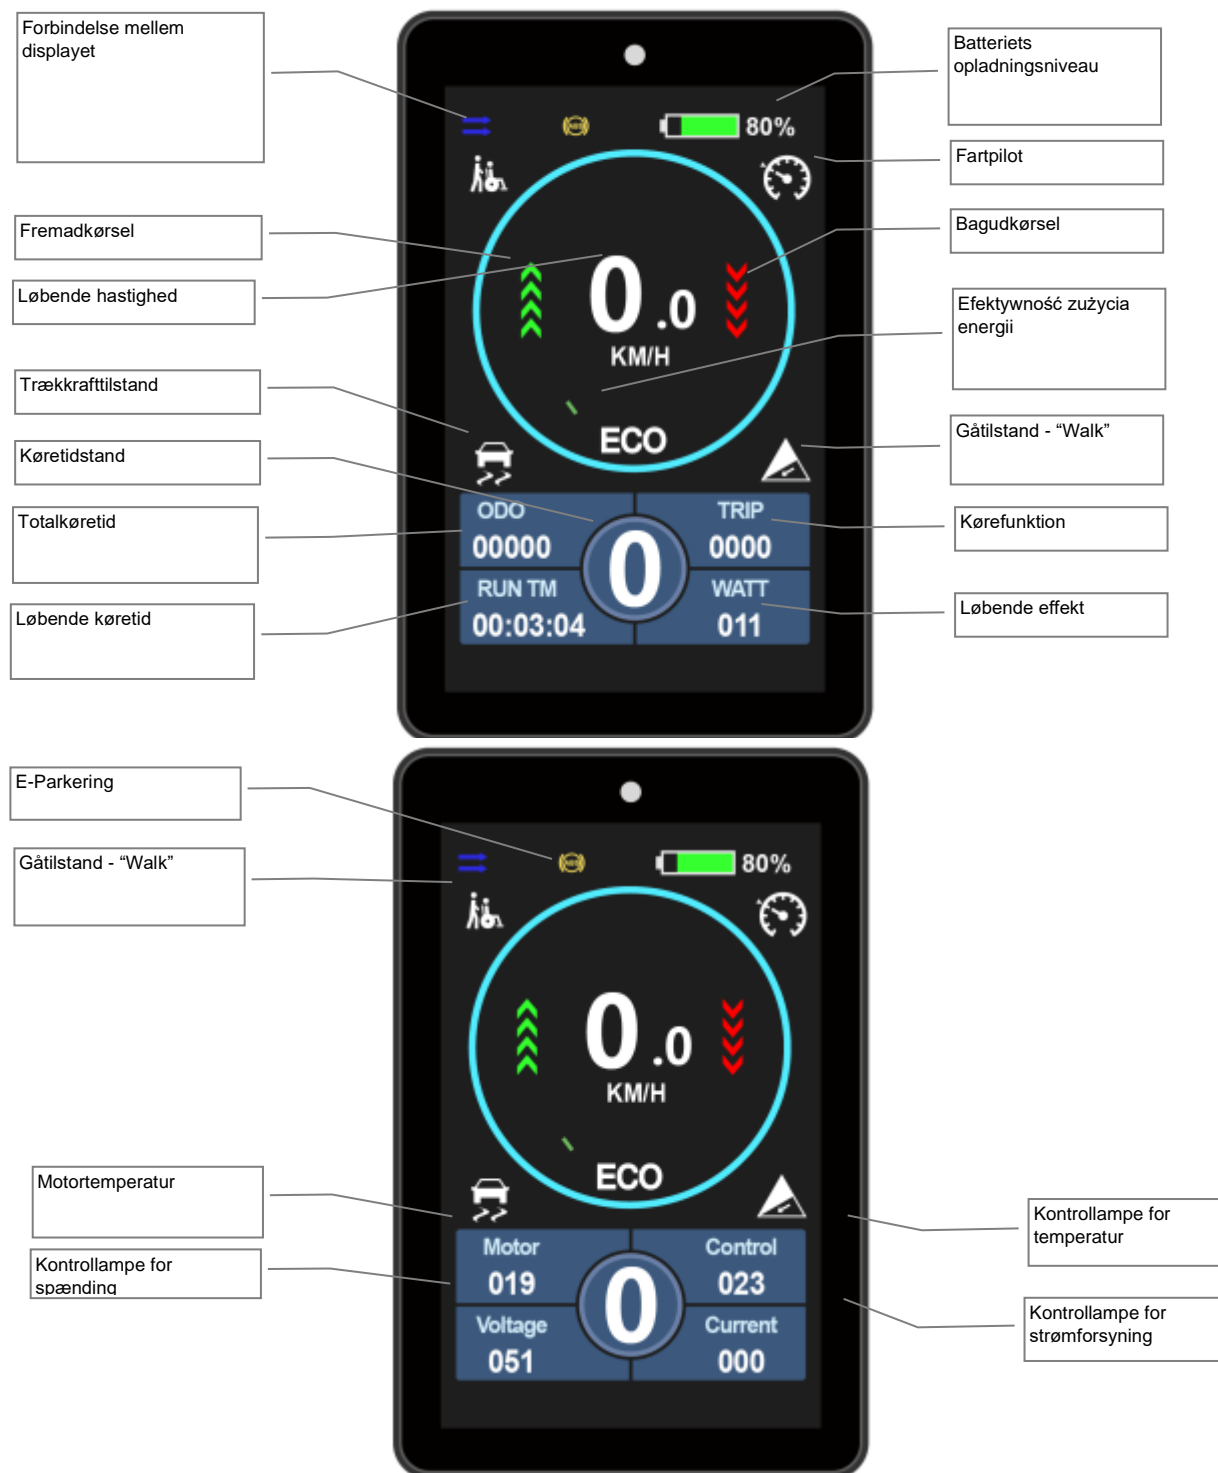 Forbindelse mellem
displayet
Batteriets
opladningsniveau
80%
Fartpilot
Fremadkørsel
Bagudkørsel
Løbende hastighed
0.0
KM/H
Efektywność zużycia
energii
Trækkrafttilstand
ECO
Gåtilstand - “Walk”
Køretidstand
Totalkøretid
ODO
00000
0
TRIP
0000
Kørefunktion
Løbende køretid
RUN TM
00:03:04
WATT
011
Løbende effekt
E-Parkering
Gåtilstand - “Walk”
80%
0.0
KM/H
ECO
Motortemperatur
Kontrollampe for
temperatur
Kontrollampe for
spænding
Motor
019
0
Control
023
Voltage
051
Current
000
Kontrollampe for
strømforsyning